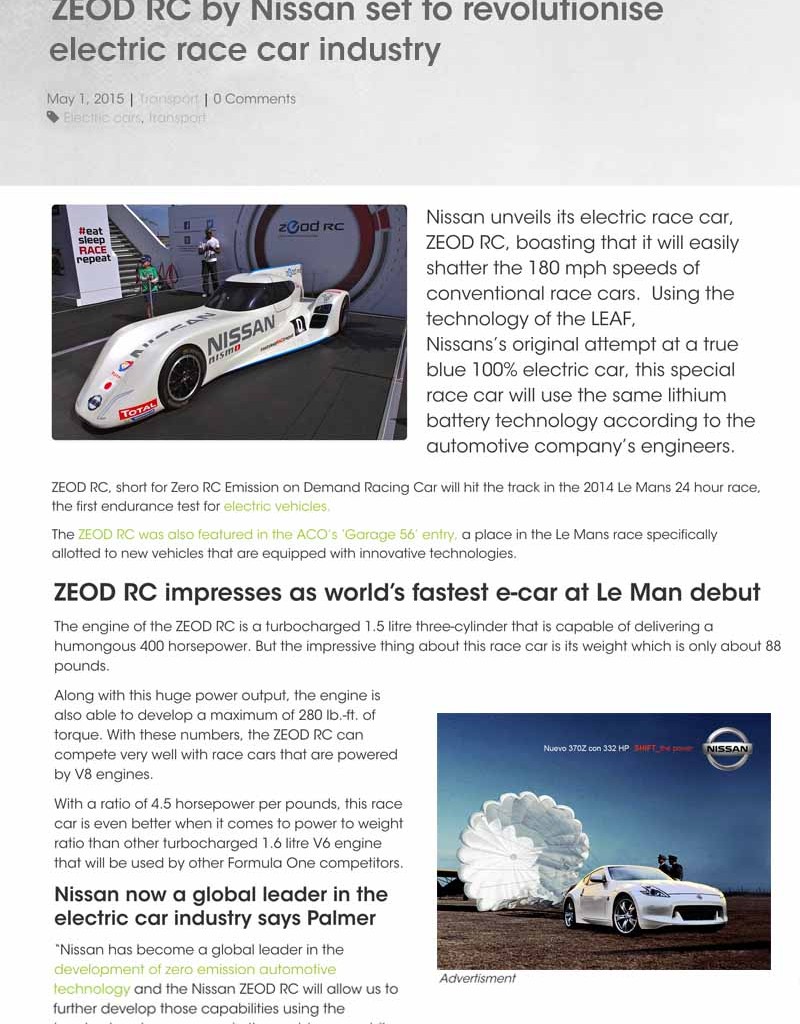 ZEOD RC by Nissan set to revolutionise
electric race car industry
May 1, 2015 | Transport | 0 Comments
Electric cars, Transport
#eat
sleep
RACE
repeat
zeod rc
NISSAN
NISSAN
nismo
TOTAL
Nissan unveils its electric race car,
ZEOD RC, boasting that it will easily
shatter the 180 mph speeds of
conventional race cars. Using the
technology of the LEAF,
Nissans's original attempt at a true
blue 100% electric car, this special
race car will use the same lithium
battery technology according to the
automotive company's engineers.
ZEOD RC, short for Zero RC Emission on Demand Racing Car will hit the track in the 2014 Le Mans 24 hour race,
the first endurance test for electric vehicles.
The ZEOD RC was also featured in the ACO's 'Garage 56' entry, a place in the Le Mans race specifically
allotted to new vehicles that are equipped with innovative technologies.
ZEOD RC impresses as world's fastest e-car at Le Man debut
The engine of the ZEOD RC is a turbocharged 1.5 litre three-cylinder that is capable of delivering a
humongous 400 horsepower. But the impressive thing about this race car is its weight which is only about 88
pounds.
Along with this huge power output, the engine is
also able to develop a maximum of 280 lb.-ft. of
torque. With these numbers, the ZEOD RC can
compete very well with race cars that are powered
by V8 engines.
With a ratio of 4.5 horsepower per pounds, this race
car is even better when it comes to power to weight
ratio than other turbocharged 1.6 litre V6 engine
that will be used by other Formula One competitors.
Nuevo 370Z con 332 HP SHIFT_the power
NISSAN
Advertisment
Nissan now a global leader in the
electric car industry says Palmer
"Nissan has become a global leader in the
development of zero emission automotive
technology and the Nissan ZEOD RC will allow us to
further develop those capabilities using the